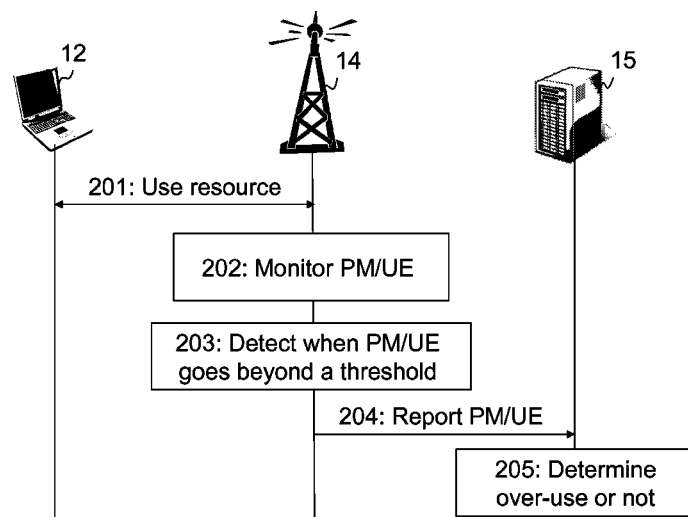 12
14
15
201: Use resource
202: Monitor PM/UE
203: Detect when PM/UE
goes beyond a threshold
204: Report PM/UE
205: Determine
over-use or not